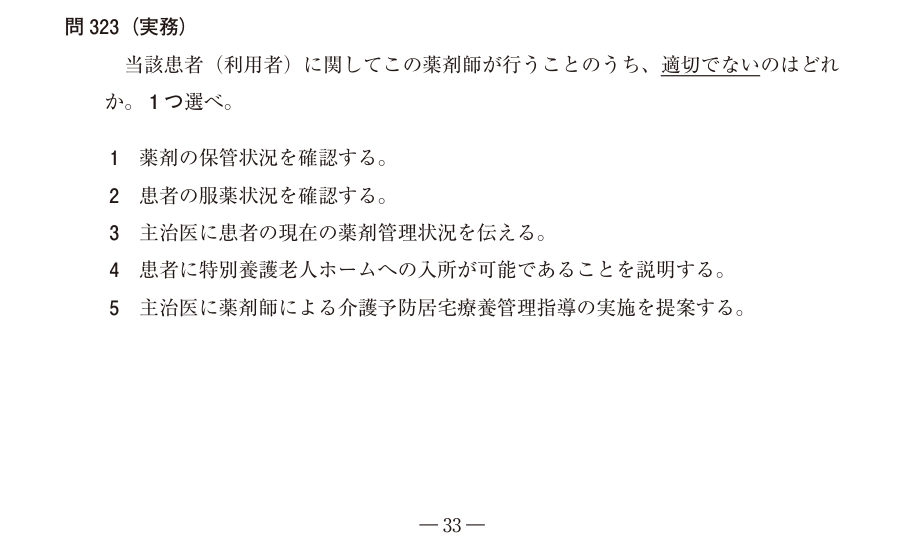 問 323（実務）
当該患者（利用者）に関してこの薬剤師が行うことのうち、適切でないのはどれ
か。１つ選べ。
1 薬剤の保管状況を確認する。
2 患者の服薬状況を確認する。
3 主治医に患者の現在の薬剤管理状況を伝える。
4 患者に特別養護老人ホームへの入所が可能であることを説明する。
5 主治医に薬剤師による介護予防居宅療養管理指導の実施を提案する。
― 33 ―